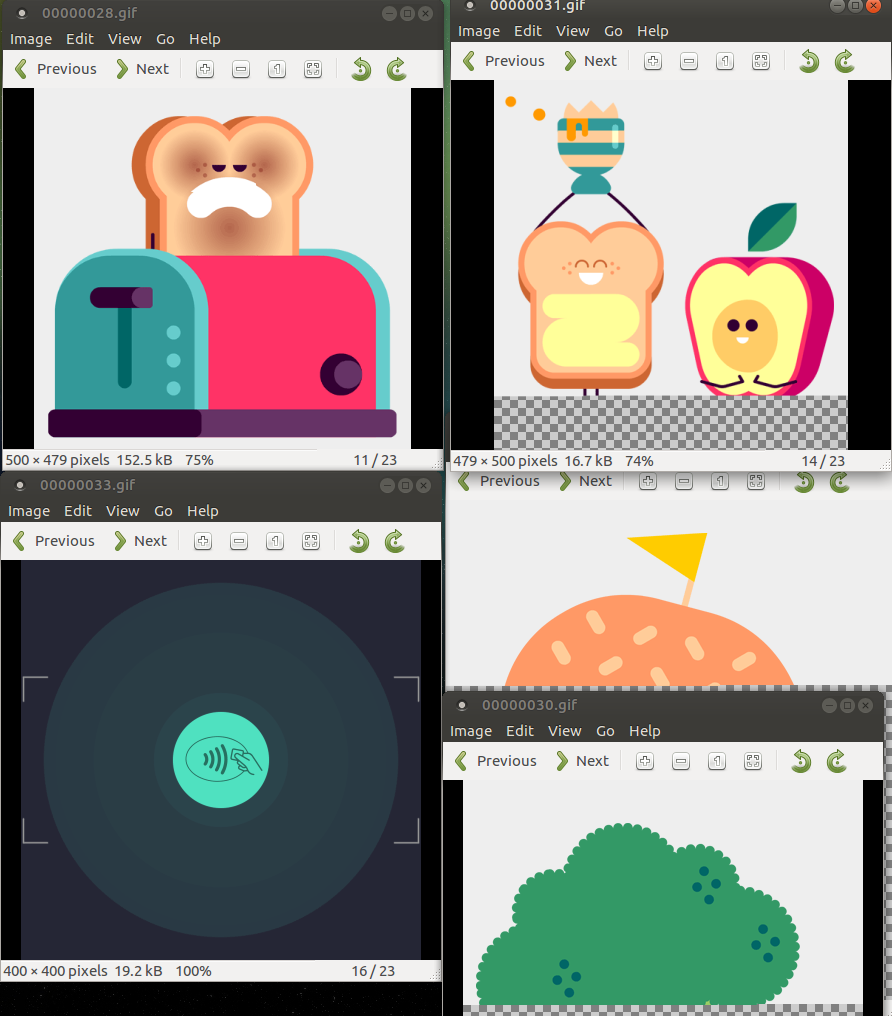 00000028.gif
Image Edit View Go Help
Previous Next
500 × 479 pixels 152.5 kB 75% 11 / 23
00000031.gif
Image Edit View Go Help
Previous Next
479 × 500 pixels 16.7 kB 74% 14 / 23
00000033.gif
Image Edit View Go Help
Previous Next
400 × 400 pixels 19.2 kB 100% 16 / 23
Previous Next
00000030.gif
Image Edit View Go Help
Previous Next